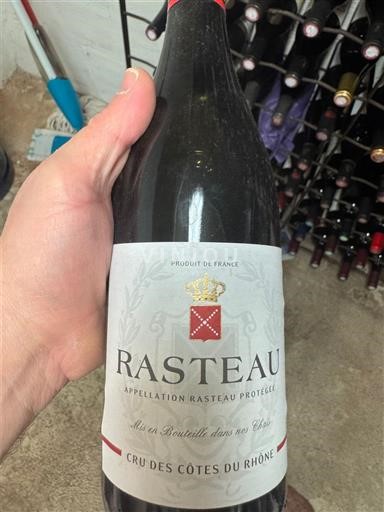 PRODUIT DE FRANCE
RASTEAU
APPELLATION RASTEAU PROTÉGÉE
Mis en Bouteille dans nos Chais
CRU DES CÔTES DU RHÔNE